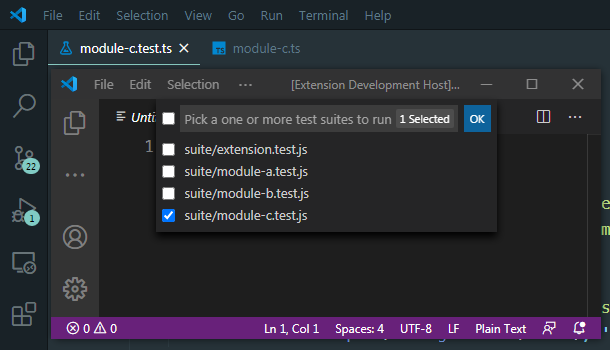 File Edit Selection View Go Run Terminal Help
module-c.test.ts module-c.ts
File Edit Selection ··· [Extension Development Host]...
Pick a one or more test suites to run 1 Selected OK
1
suite/extension.test.js
suite/module-a.test.js
suite/module-b.test.js
22
suite/module-c.test.js
1
0 0 Ln 1, Col 1 Spaces: 4 UTF-8 LF Plain Text